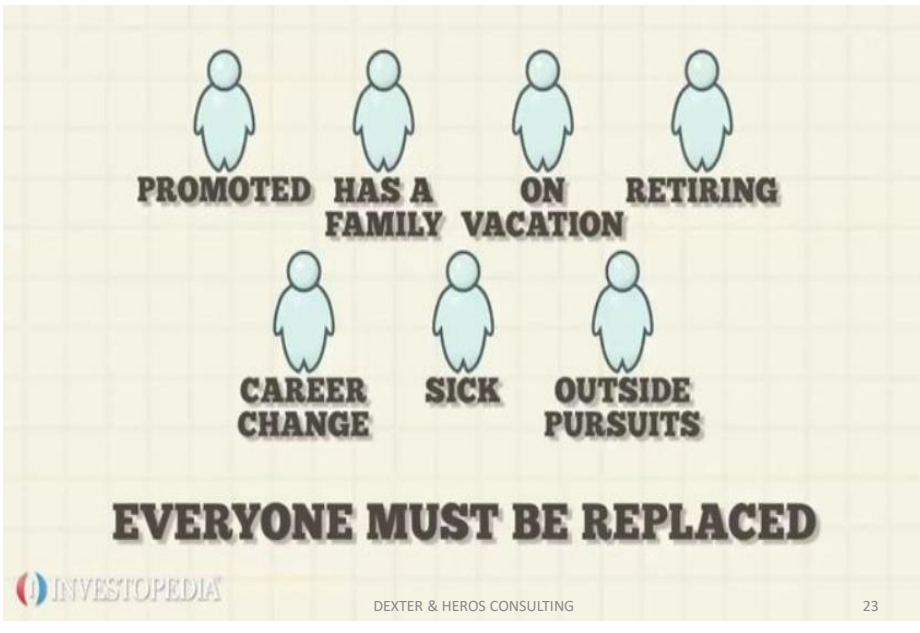 PROMOTED HAS A FAMILY ON VACATION RETIRING
CAREER CHANGE SICK OUTSIDE PURSUITS
EVERYONE MUST BE REPLACED
INVESTOPEDIA
DEXTER & HEROS CONSULTING 23